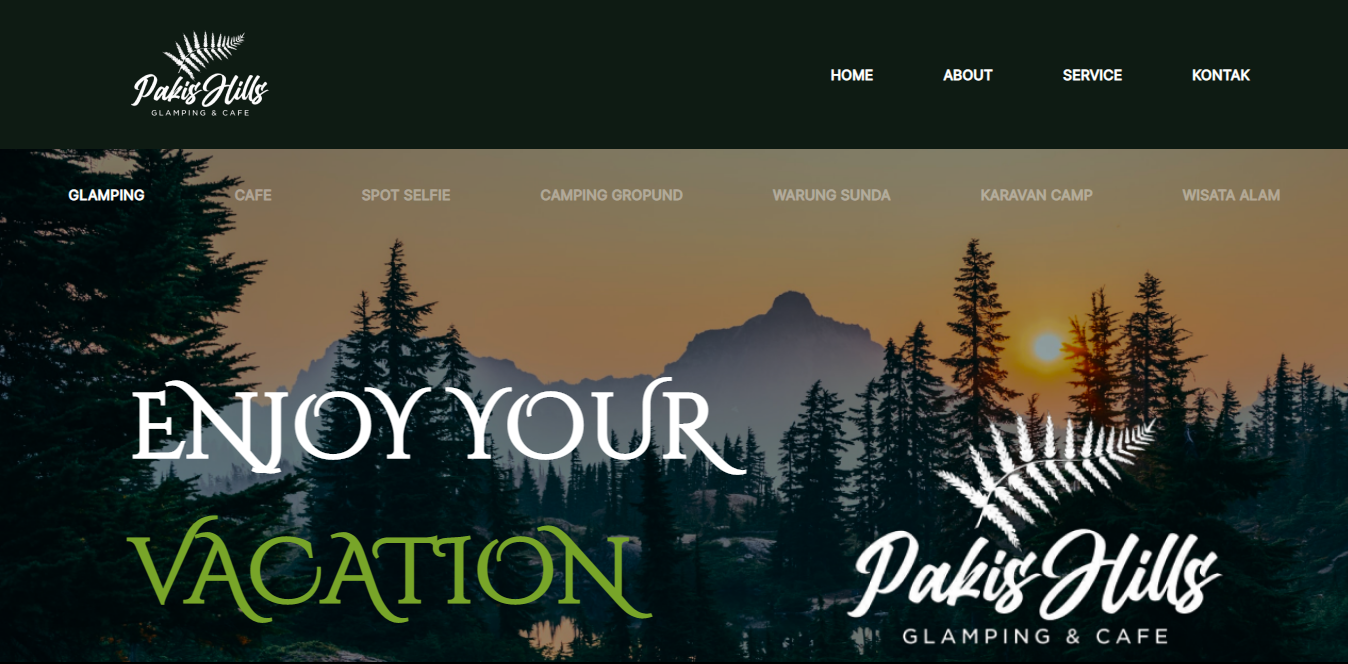 Pakis Hills
GLAMPING & CAFE
HOME ABOUT SERVICE KONTAK
GLAMPING CAFE SPOT SELFIE CAMPING GROPUND WARUNG SUNDA KARAVAN CAMP WISATA ALAM
ENJOY YOUR
VACATION
Pakis Hills
GLAMPING & CAFE